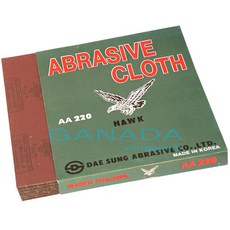 ABRASIVE
CLOTH
AA 220
HAWK
GANADA
DAE SUNG ABRASIVE CO., LTD.
MADE IN KOREA
AA 220